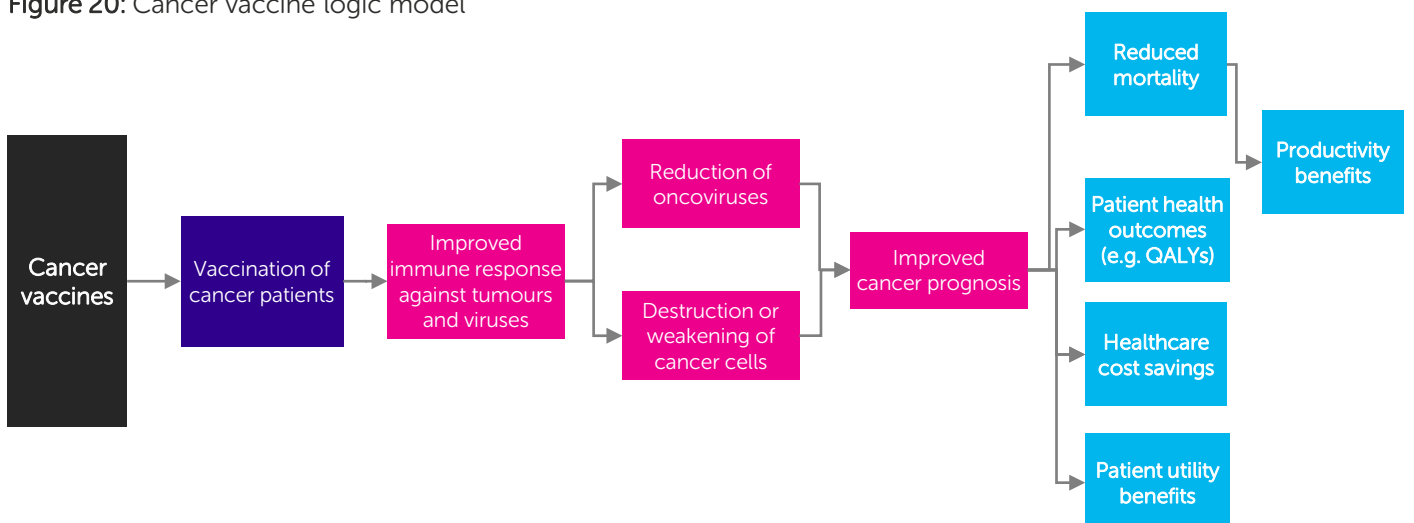 Figure 20: Cancer vaccine logic model
Cancer
vaccines
Vaccination of
cancer patients
Improved
immune response
against tumours
and viruses
Reduction of
oncoviruses
Destruction or
weakening of
cancer cells
Improved
cancer prognosis
Reduced
mortality
Productivity
benefits
Patient health
outcomes
(e.g. QALYs)
Healthcare
cost savings
Patient utility
benefits